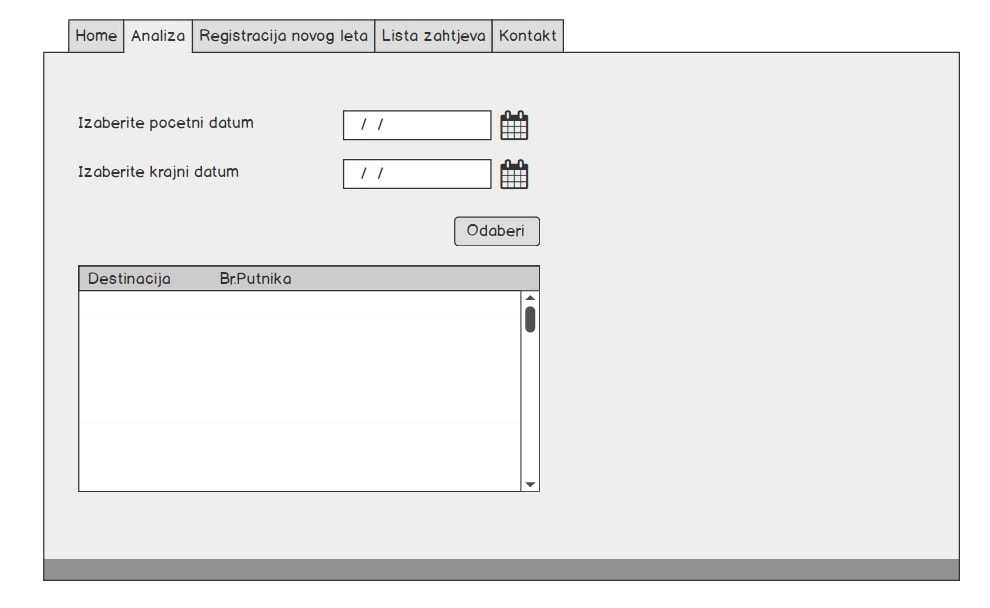 Home Analiza Registracija novog leta Lista zahtjeva Kontakt
Izaberite pocetni datum / /
Izaberite krajni datum / /
Odaberi
Destinacija Br.Putnika